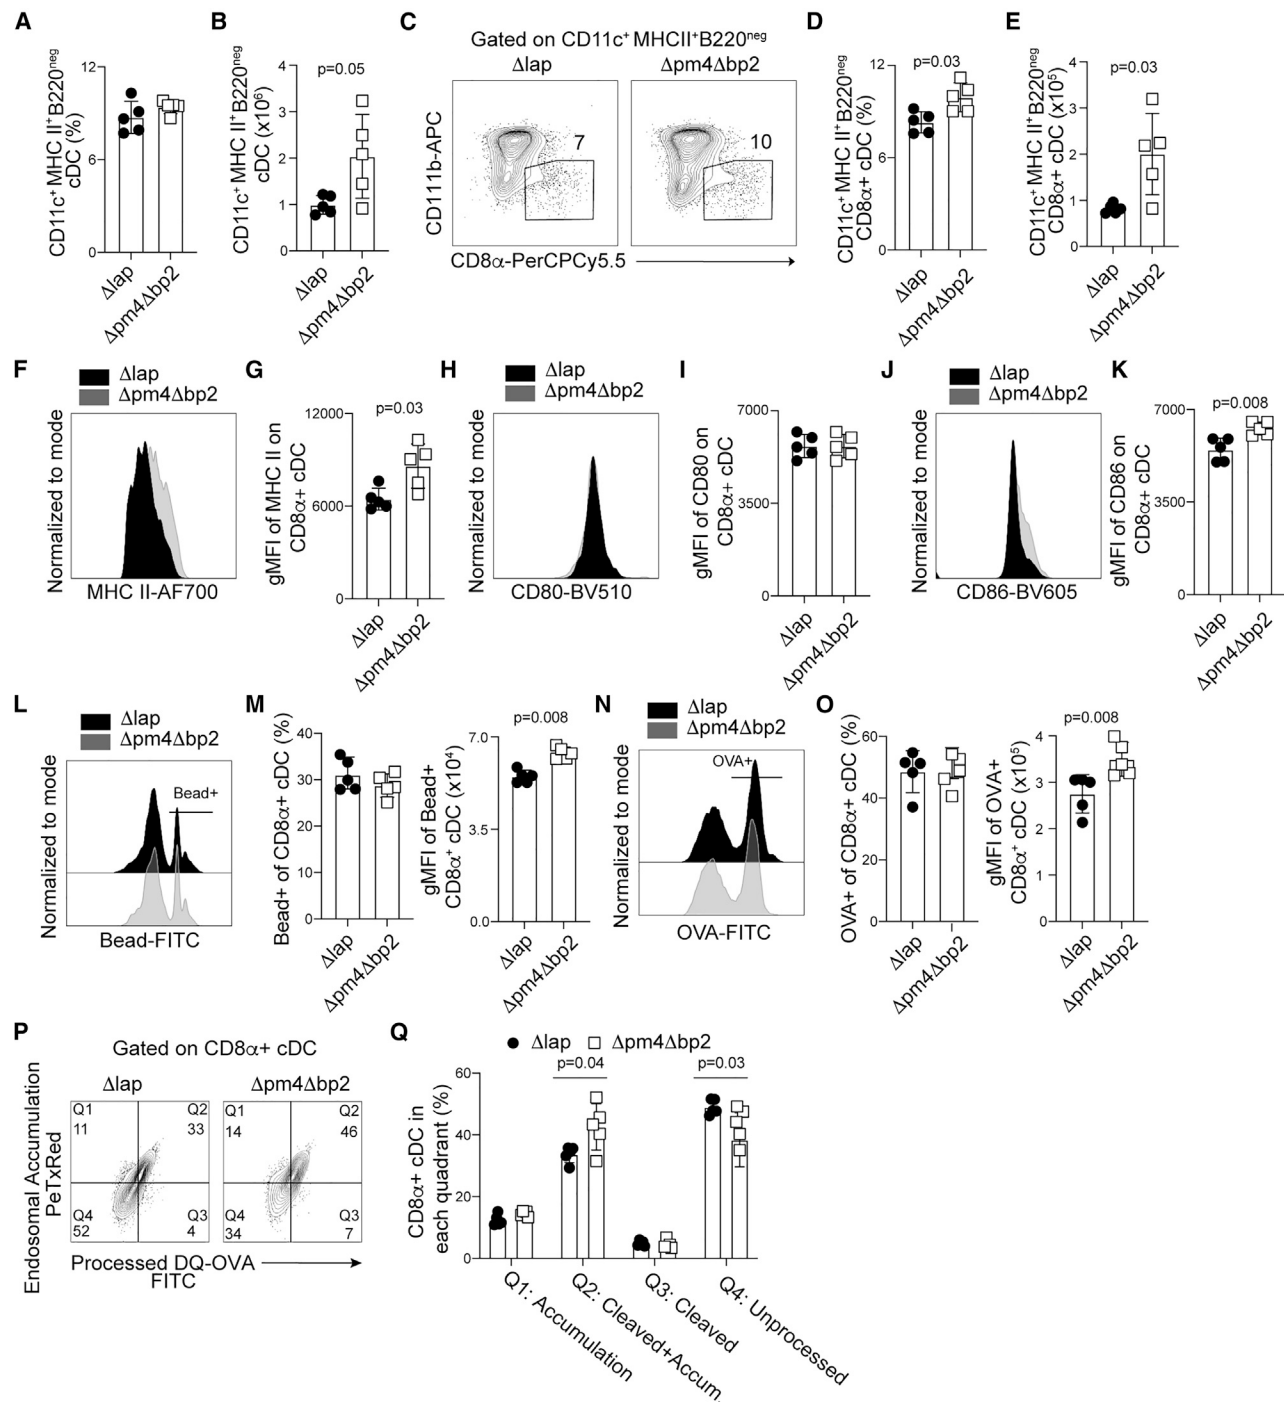 A
CD11c+ MHC II+B220neg
cDC (%)
12
6
0
Δlap
Δpm4Δbp2
B
CD11c+ MHC II+B220neg
cDC (x10⁶)
p=0.05
4
3
2
1
0
Δlap
Δpm4Δbp2
C
Gated on CD11c+ MHCII+B220neg
Δlap
Δpm4Δbp2
CD111b-APC
7
10
CD8α-PerCPCy5.5
D
CD11c+ MHC II+B220neg
CD8α+ cDC (%)
p=0.03
12
6
0
Δlap
Δpm4Δbp2
E
CD11c+ MHC II+B220neg
CD8α+ cDC (x10⁵)
p=0.03
4
3
2
1
0
Δlap
Δpm4Δbp2
F
Δlap
Δpm4Δbp2
Normalized to mode
MHC II-AF700
G
gMFI of MHC II on
CD8α+ cDC
p=0.03
12000
6000
0
Δlap
Δpm4Δbp2
H
Δlap
Δpm4Δbp2
Normalized to mode
CD80-BV510
I
gMFI of CD80 on
CD8α+ cDC
7000
3500
0
Δlap
Δpm4Δbp2
J
Δlap
Δpm4Δbp2
Normalized to mode
CD86-BV605
K
gMFI of CD86 on
CD8α+ cDC
p=0.008
7000
3500
0
Δlap
Δpm4Δbp2
L
Δlap
Δpm4Δbp2
Normalized to mode
Bead+
Bead-FITC
M
Bead+ of CD8α+ cDC (%)
40
30
20
10
0
Δlap
Δpm4Δbp2
gMFI of Bead+
CD8α+ cDC (x10⁴)
p=0.008
7.0
3.5
0.0
Δlap
Δpm4Δbp2
N
Δlap
Δpm4Δbp2
Normalized to mode
OVA+
OVA-FITC
O
OVA+ of CD8α+ cDC (%)
60
40
20
0
Δlap
Δpm4Δbp2
gMFI of OVA+
CD8α+ cDC (x10⁵)
p=0.008
4
3
2
1
0
Δlap
Δpm4Δbp2
P
Gated on CD8α+ cDC
Δlap
Δpm4Δbp2
Endosomal Accumulation
PeTxRed
Q1
11
Q2
33
Q4
52
Q3
4
Q1
14
Q2
46
Q4
34
Q3
7
Processed DQ-OVA
FITC
Q
Δlap
Δpm4Δbp2
CD8α+ cDC in
each quadrant (%)
p=0.04
p=0.03
60
40
20
0
Q1: Accumulation
Q2: Cleaved+Accum.
Q3: Cleaved
Q4: Unprocessed